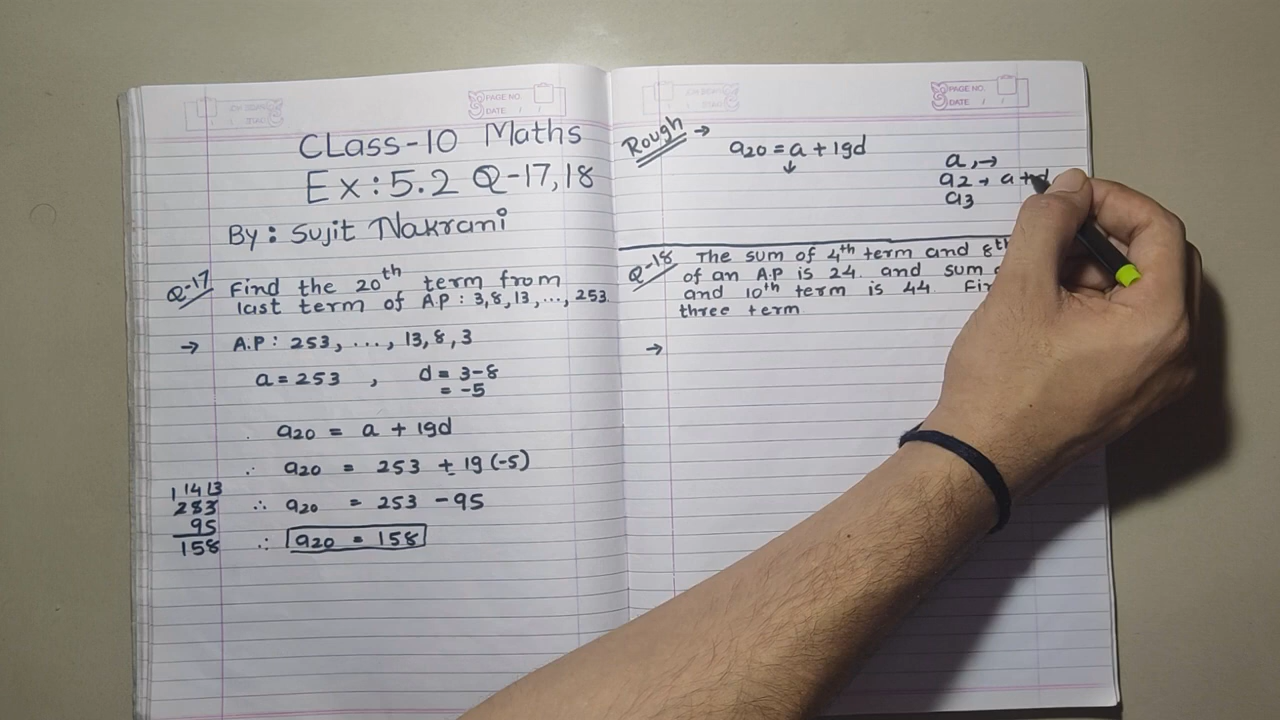 PAGE NO.
DATE / /
CLass-10 Maths
Ex: 5.2 Q-17,18
By: Sujit Nakrani
Q-17 Find the 20th term from
last term of A.P : 3,8,13,..., 253.
→ A.P : 253, ..., 13, 8, 3
a = 253 , d = 3-8
= -5
a20 = a + 19d
∴ a20 = 253 + 19 (-5)
1 14 13
253
95
158
∴ a20 = 253 - 95
∴ a20 = 158
PAGE NO.
DATE / /
Rough →
a20 = a + 19d
↓
a1 →
a2 → a +
a3
Q-18 The sum of 4th term and 8th
of an A.P is 24. and sum
and 10th term is 44.
three term
→